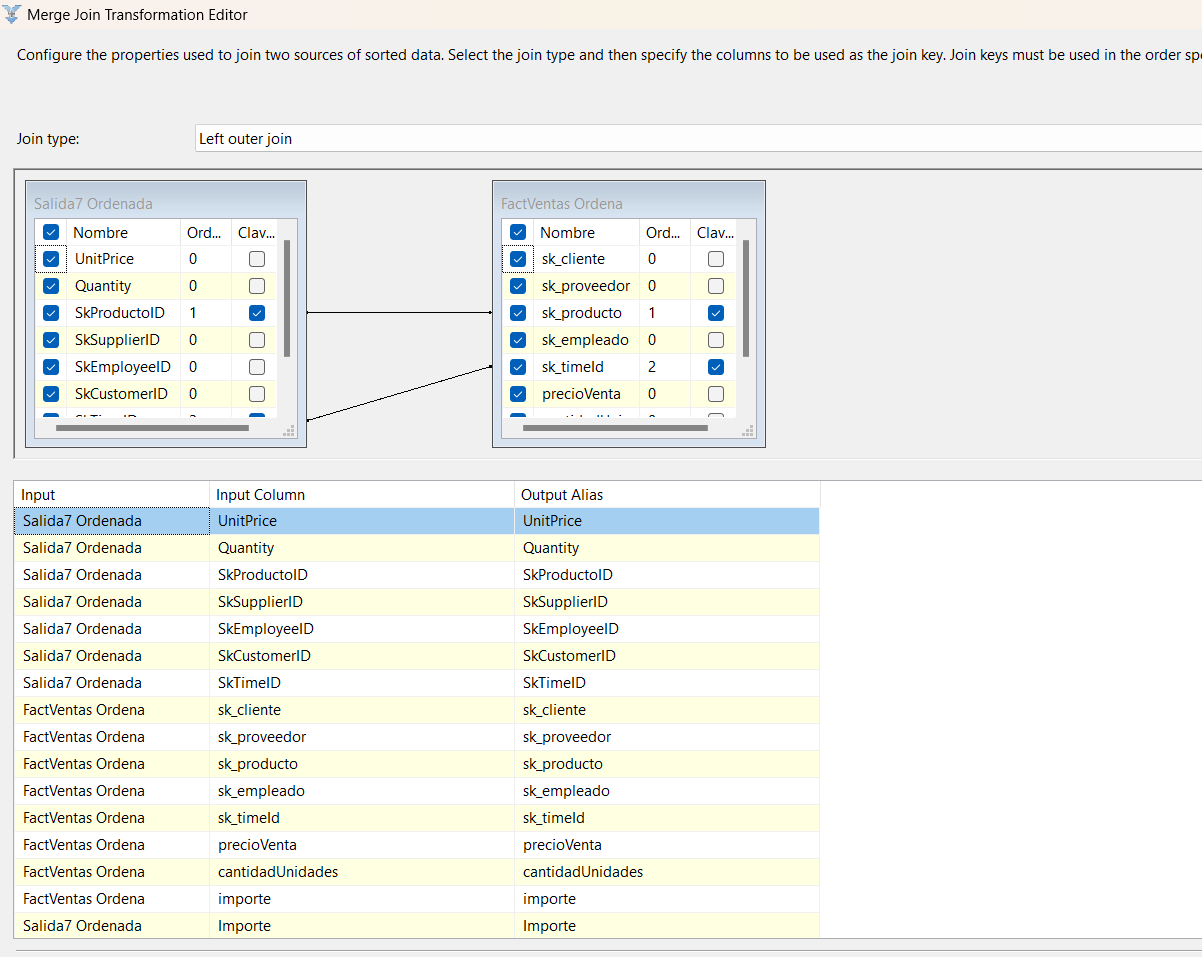 Merge Join Transformation Editor
Configure the properties used to join two sources of sorted data. Select the join type and then specify the columns to be used as the join key. Join keys must be used in the order spe
Join type: Left outer join
Salida7 Ordenada
Nombre Ord... Clav...
UnitPrice 0
Quantity 0
SkProductoID 1
SkSupplierID 0
SkEmployeeID 0
SkCustomerID 0
FactVentas Ordena
Nombre Ord... Clav...
sk_cliente 0
sk_proveedor 0
sk_producto 1
sk_empleado 0
sk_timeId 2
precioVenta 0
Input Input Column Output Alias
Salida7 Ordenada UnitPrice UnitPrice
Salida7 Ordenada Quantity Quantity
Salida7 Ordenada SkProductoID SkProductoID
Salida7 Ordenada SkSupplierID SkSupplierID
Salida7 Ordenada SkEmployeeID SkEmployeeID
Salida7 Ordenada SkCustomerID SkCustomerID
Salida7 Ordenada SkTimeID SkTimeID
FactVentas Ordena sk_cliente sk_cliente
FactVentas Ordena sk_proveedor sk_proveedor
FactVentas Ordena sk_producto sk_producto
FactVentas Ordena sk_empleado sk_empleado
FactVentas Ordena sk_timeId sk_timeId
FactVentas Ordena precioVenta precioVenta
FactVentas Ordena cantidadUnidades cantidadUnidades
FactVentas Ordena importe importe
Salida7 Ordenada Importe Importe